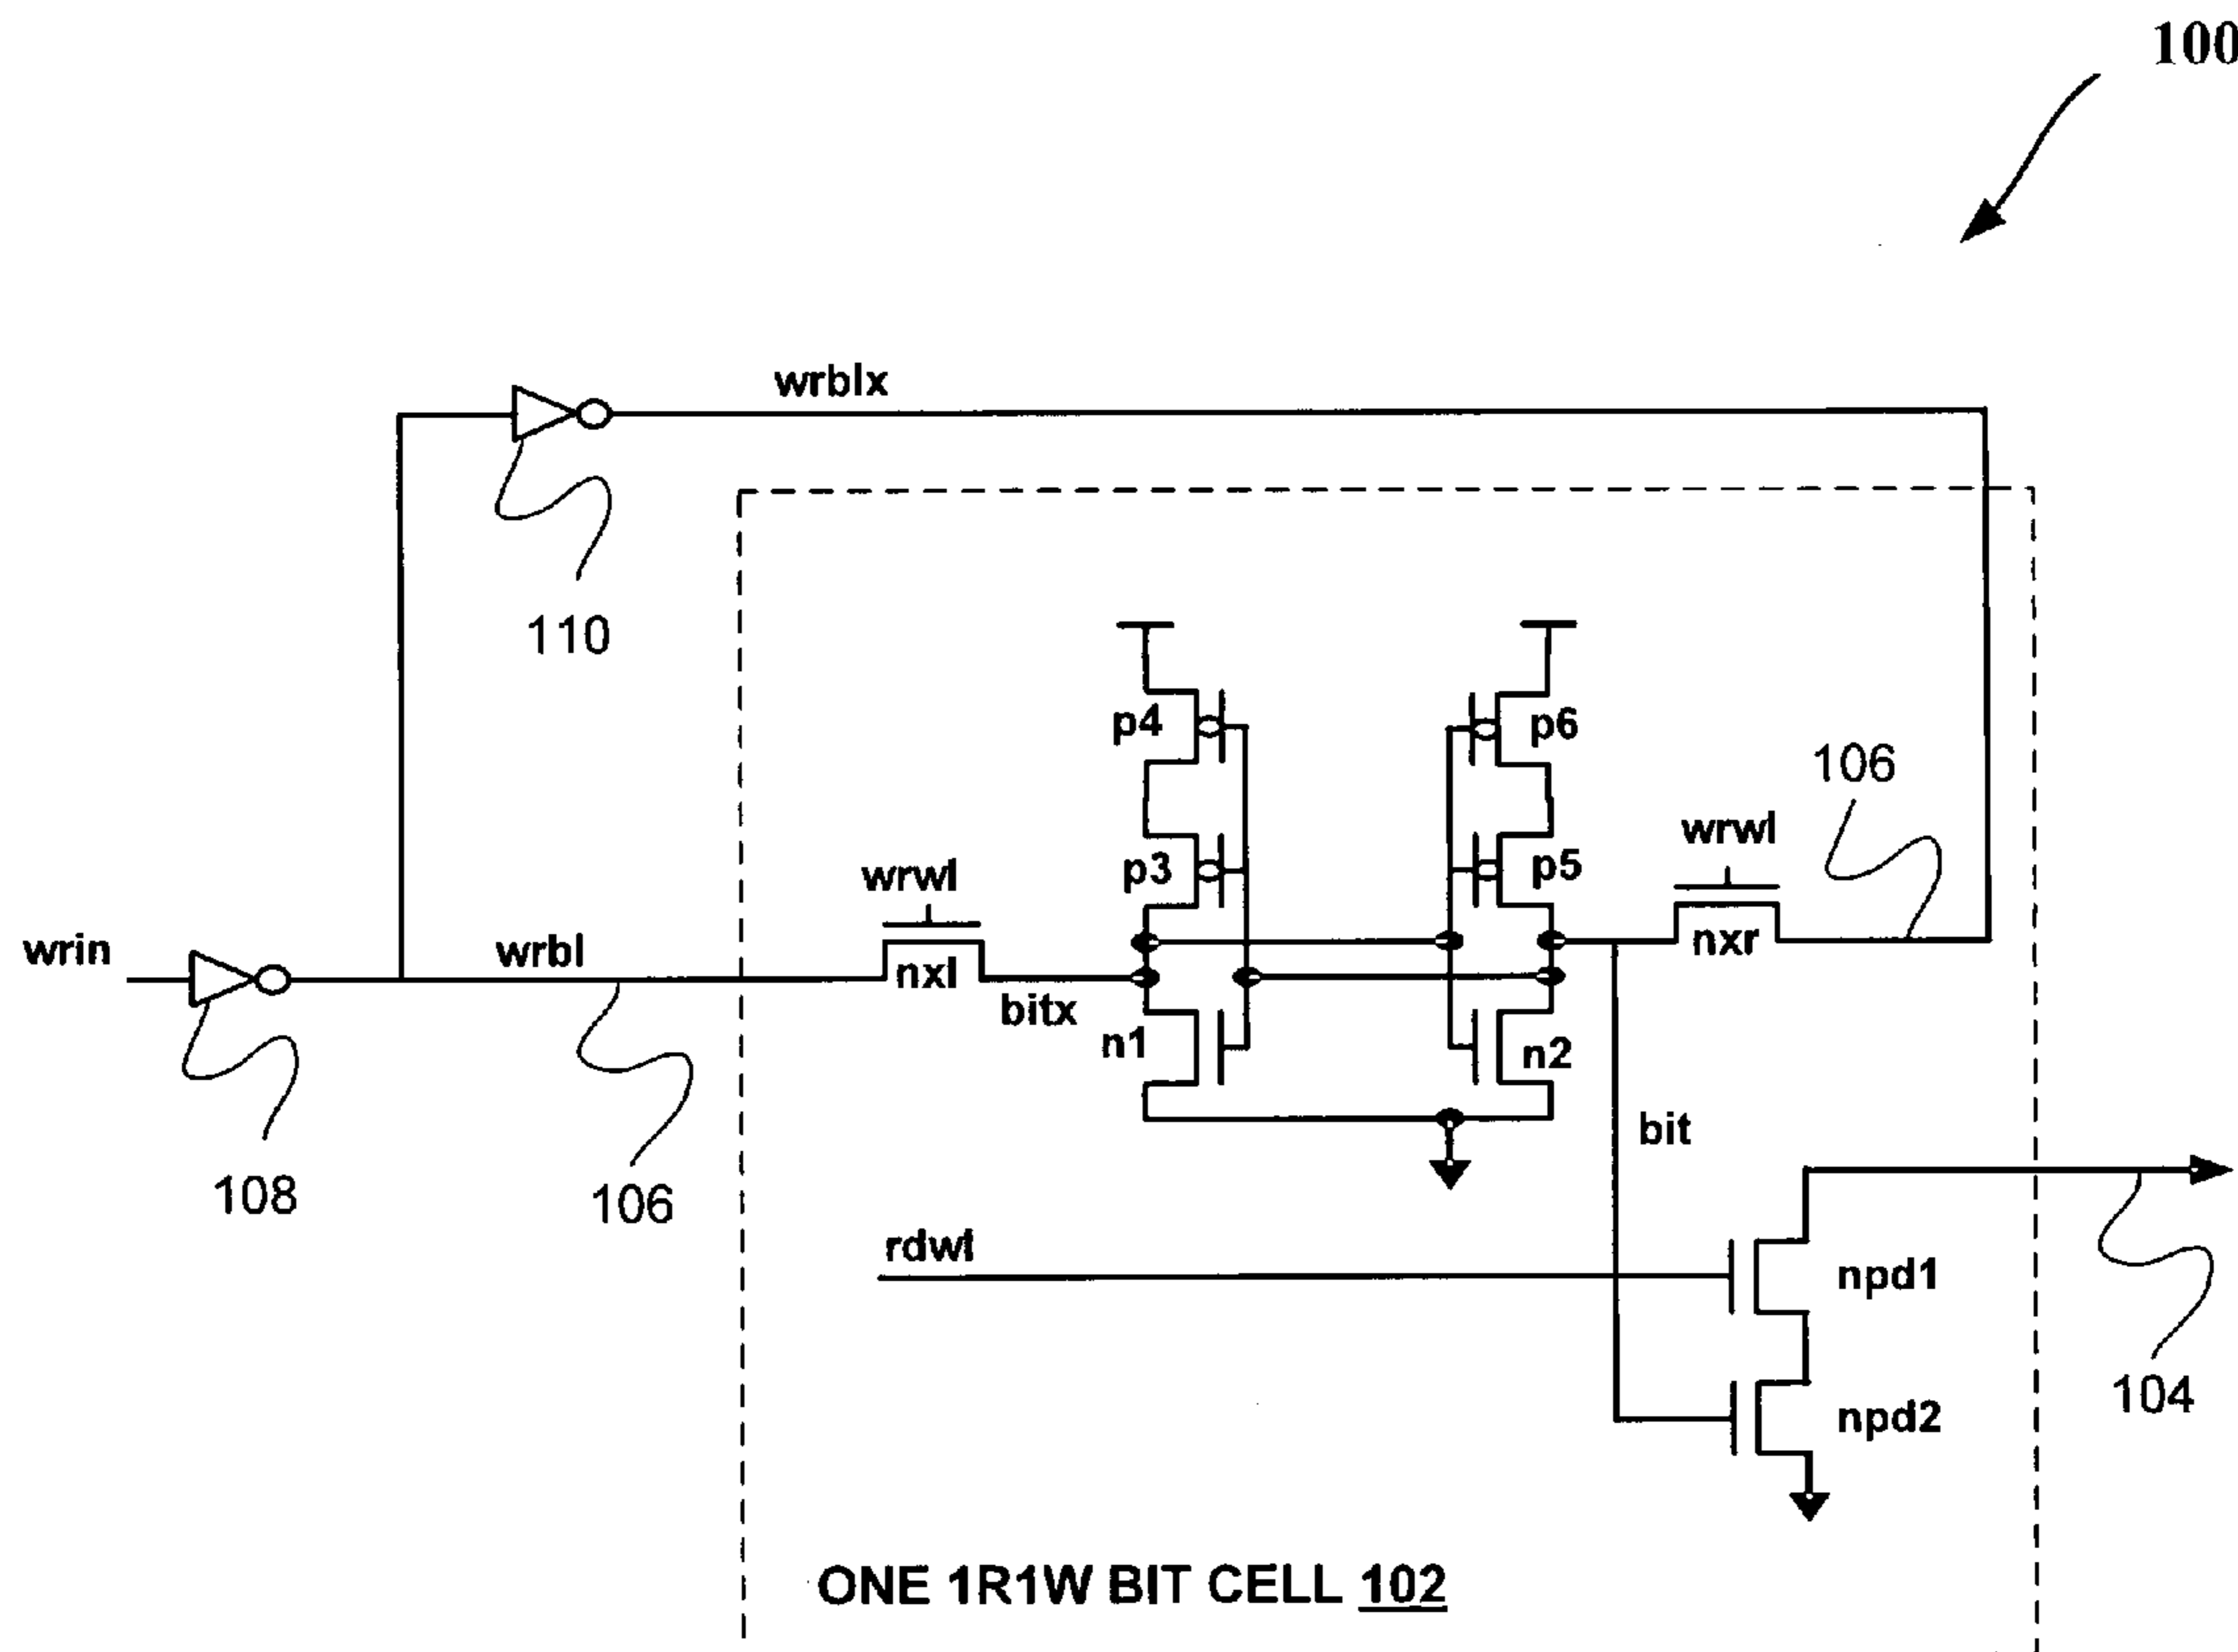 100
wrblx
110
p4
p6
106
wrwl
p3
p5
wrwl
wrin
wrbl
nxl
nxr
bitx
n1
n2
bit
108
106
rdwl
npd1
104
npd2
ONE 1R1W BIT CELL 102